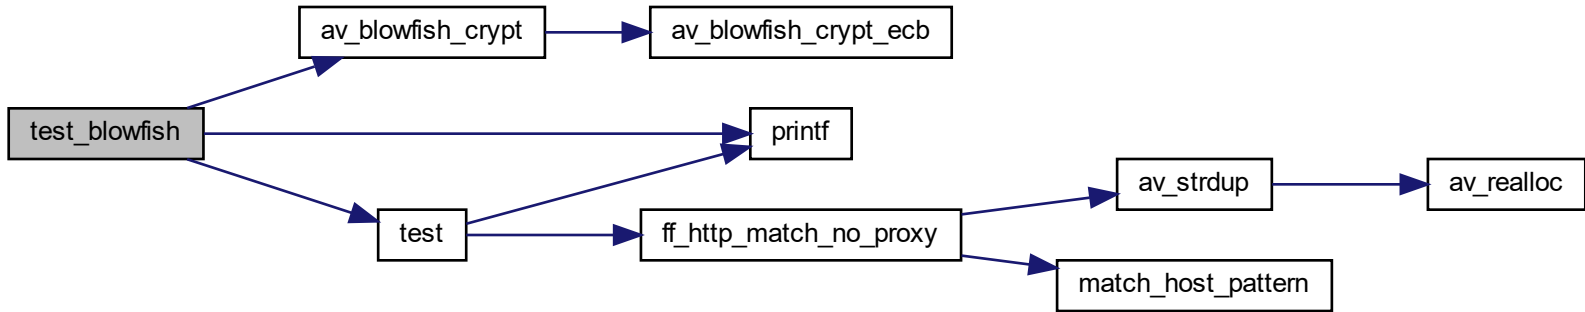 av_blowfish_crypt
av_blowfish_crypt_ecb
test_blowfish
printf
av_strdup
av_realloc
test
ff_http_match_no_proxy
match_host_pattern